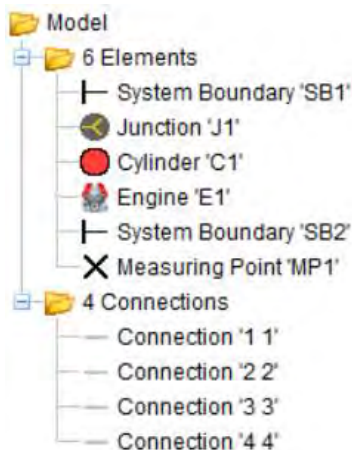 Model
6 Elements
System Boundary 'SB1'
Junction 'J1'
Cylinder 'C1'
Engine 'E1'
System Boundary 'SB2'
Measuring Point 'MP1'
4 Connections
Connection '1 1'
Connection '2 2'
Connection '3 3'
Connection '4 4'